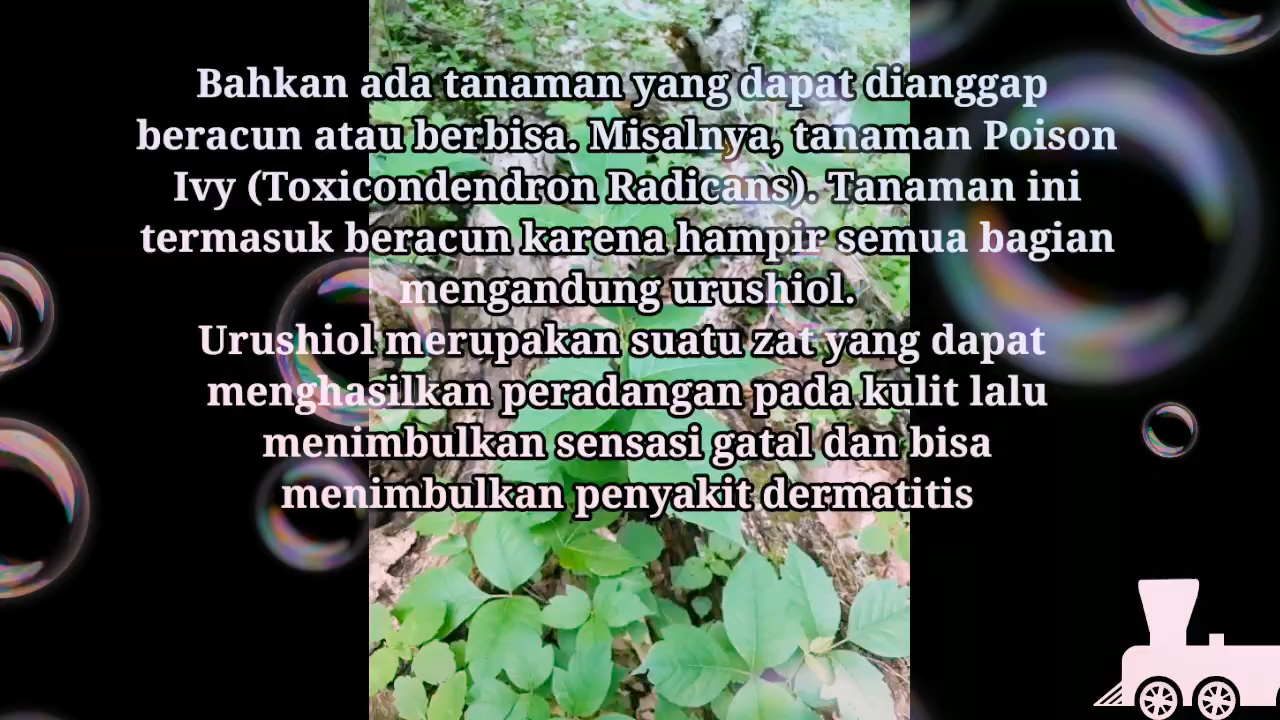 Bahkan ada tanaman yang dapat dianggap
beracun atau berbisa. Misalnya, tanaman Poison
Ivy (Toxicondendron Radicans). Tanaman ini
termasuk beracun karena hampir semua bagian
mengandung urushiol.
Urushiol merupakan suatu zat yang dapat
menghasilkan peradangan pada kulit lalu
menimbulkan sensasi gatal dan bisa
menimbulkan penyakit dermatitis